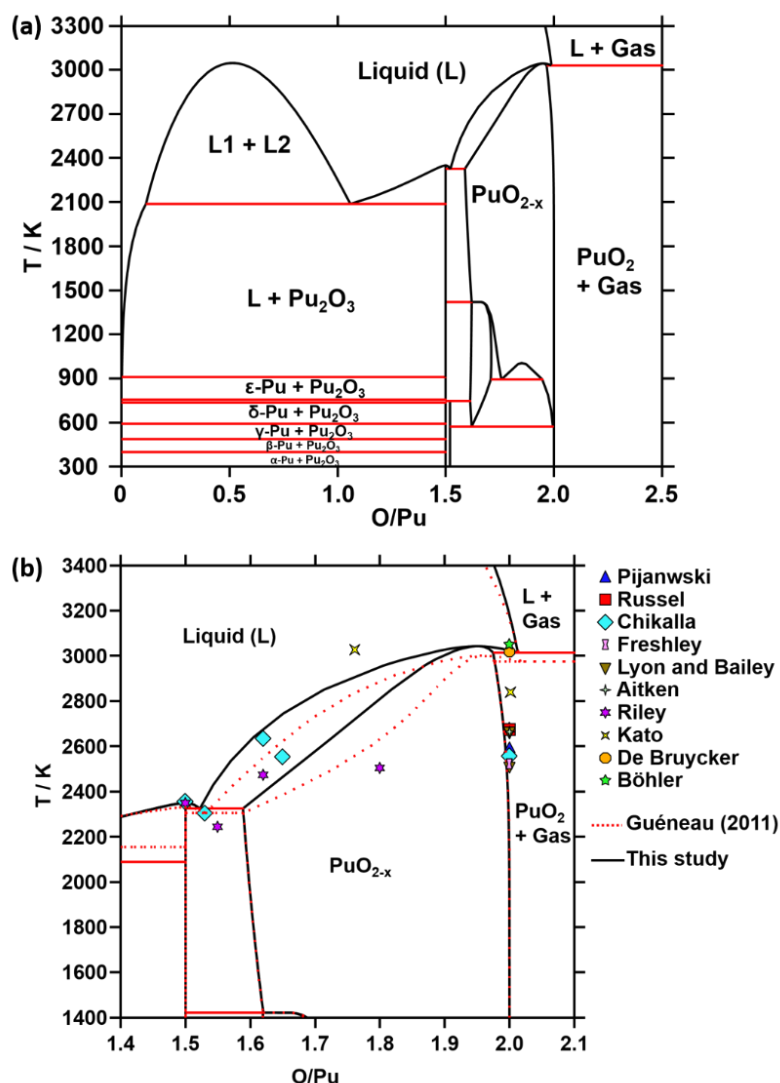 (a)
3300
3000
2700
2400
2100
1800
1500
1200
900
600
300
T / K
Liquid (L)
L + Gas
L1 + L2
PuO2-x
PuO2
+ Gas
L + Pu2O3
ε-Pu + Pu2O3
δ-Pu + Pu2O3
γ-Pu + Pu2O3
β-Pu + Pu2O3
α-Pu + Pu2O3
0 0.5 1.0 1.5 2.0 2.5
O/Pu
(b)
3400
3200
3000
2800
2600
2400
2200
2000
1800
1600
1400
T / K
Liquid (L)
L +
Gas
PuO2-x
PuO2
+ Gas
1.4 1.5 1.6 1.7 1.8 1.9 2.0 2.1
O/Pu
Pijanwski
Russel
Chikalla
Freshley
Lyon and Bailey
Aitken
Riley
Kato
De Bruycker
Böhler
Guéneau (2011)
This study